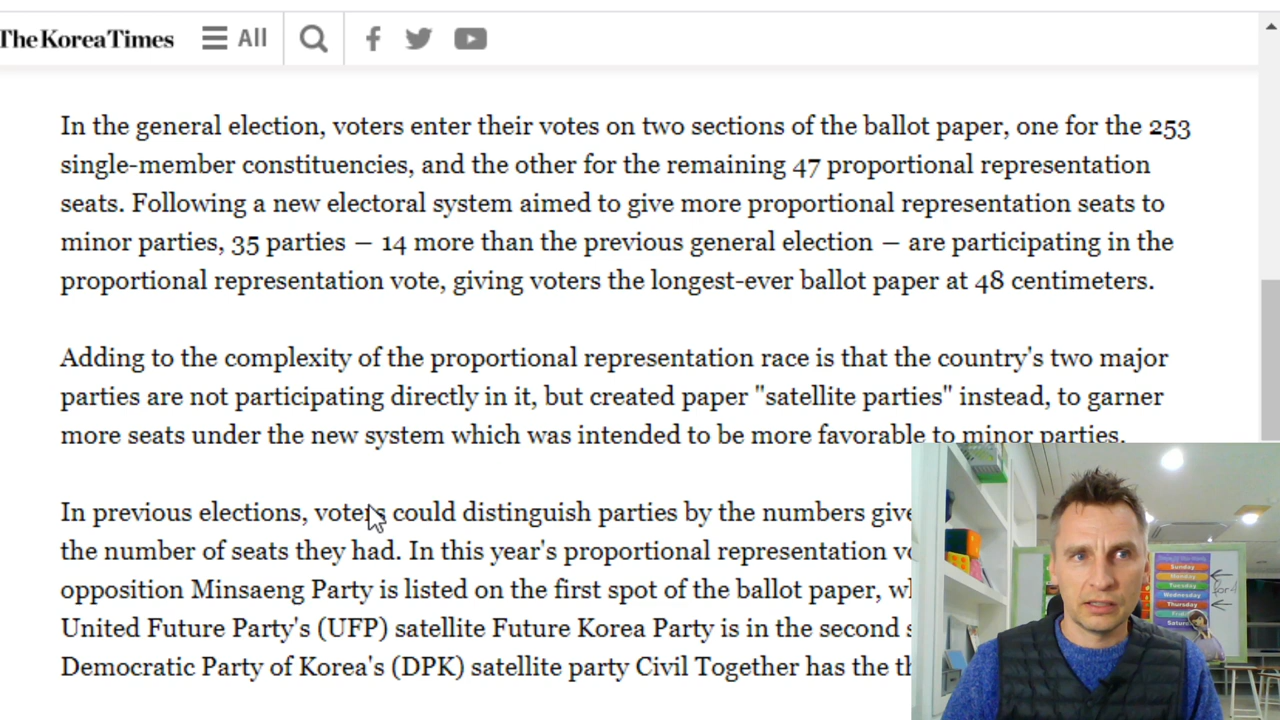 The Korea Times
All
In the general election, voters enter their votes on two sections of the ballot paper, one for the 253
single-member constituencies, and the other for the remaining 47 proportional representation
seats. Following a new electoral system aimed to give more proportional representation seats to
minor parties, 35 parties — 14 more than the previous general election — are participating in the
proportional representation vote, giving voters the longest-ever ballot paper at 48 centimeters.
Adding to the complexity of the proportional representation race is that the country's two major
parties are not participating directly in it, but created paper "satellite parties" instead, to garner
more seats under the new system which was intended to be more favorable to minor parties.
In previous elections, voters could distinguish parties by the numbers give
the number of seats they had. In this year's proportional representation vo
opposition Minsaeng Party is listed on the first spot of the ballot paper, wh
United Future Party's (UFP) satellite Future Korea Party is in the second s
Democratic Party of Korea's (DPK) satellite party Civil Together has the th
Sunday
Monday
Tuesday
Wednesday
Thursday